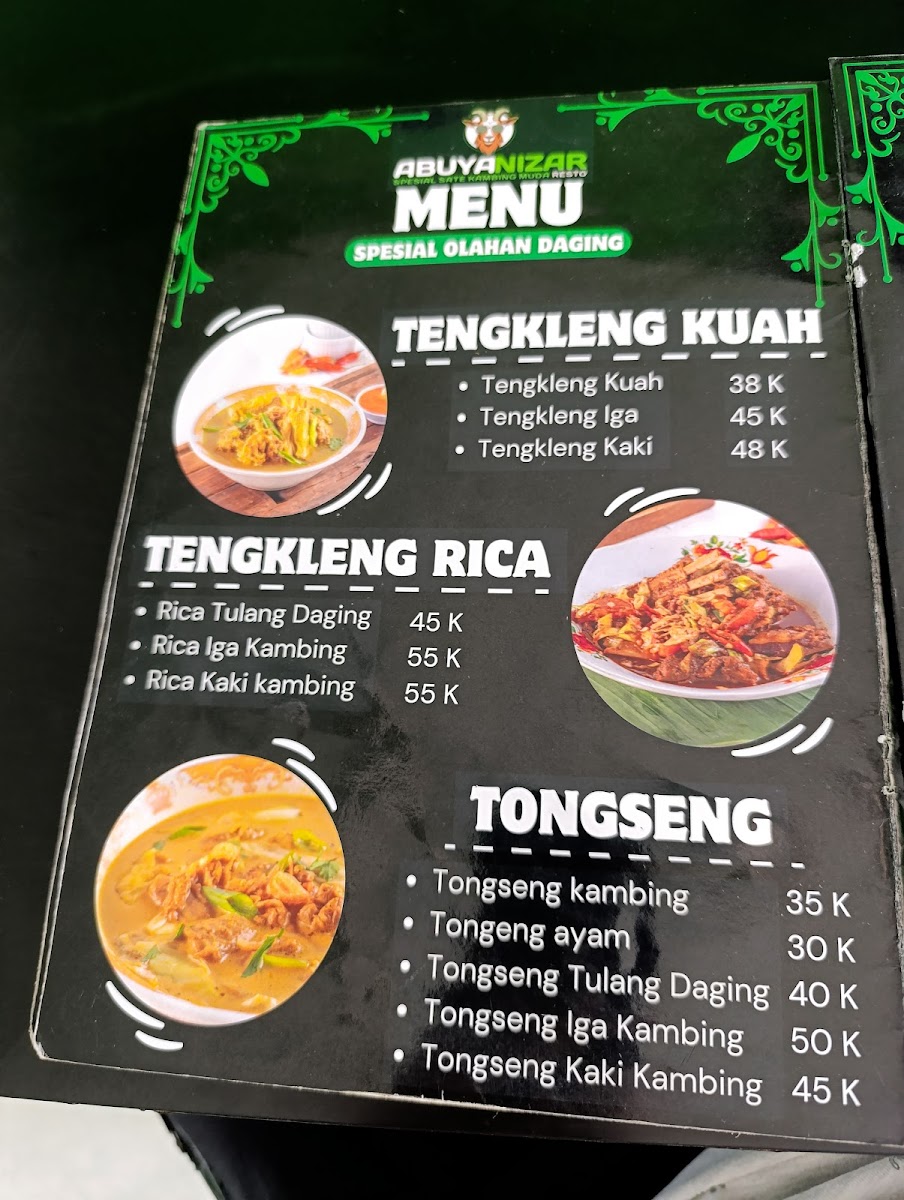 ABUYANIZAR
SPESIAL SATE KAMBING MUDA RESTO
MENU
SPESIAL OLAHAN DAGING
TENGKLENG KUAH
• Tengkleng Kuah 38 K
• Tengkleng Iga 45 K
• Tengkleng Kaki 48 K
TENGKLENG RICA
• Rica Tulang Daging 45 K
• Rica Iga Kambing 55 K
• Rica Kaki kambing 55 K
TONGSENG
• Tongseng kambing 35 K
• Tongeng ayam 30 K
• Tongseng Tulang Daging 40 K
• Tongseng Iga Kambing 50 K
• Tongseng Kaki Kambing 45 K